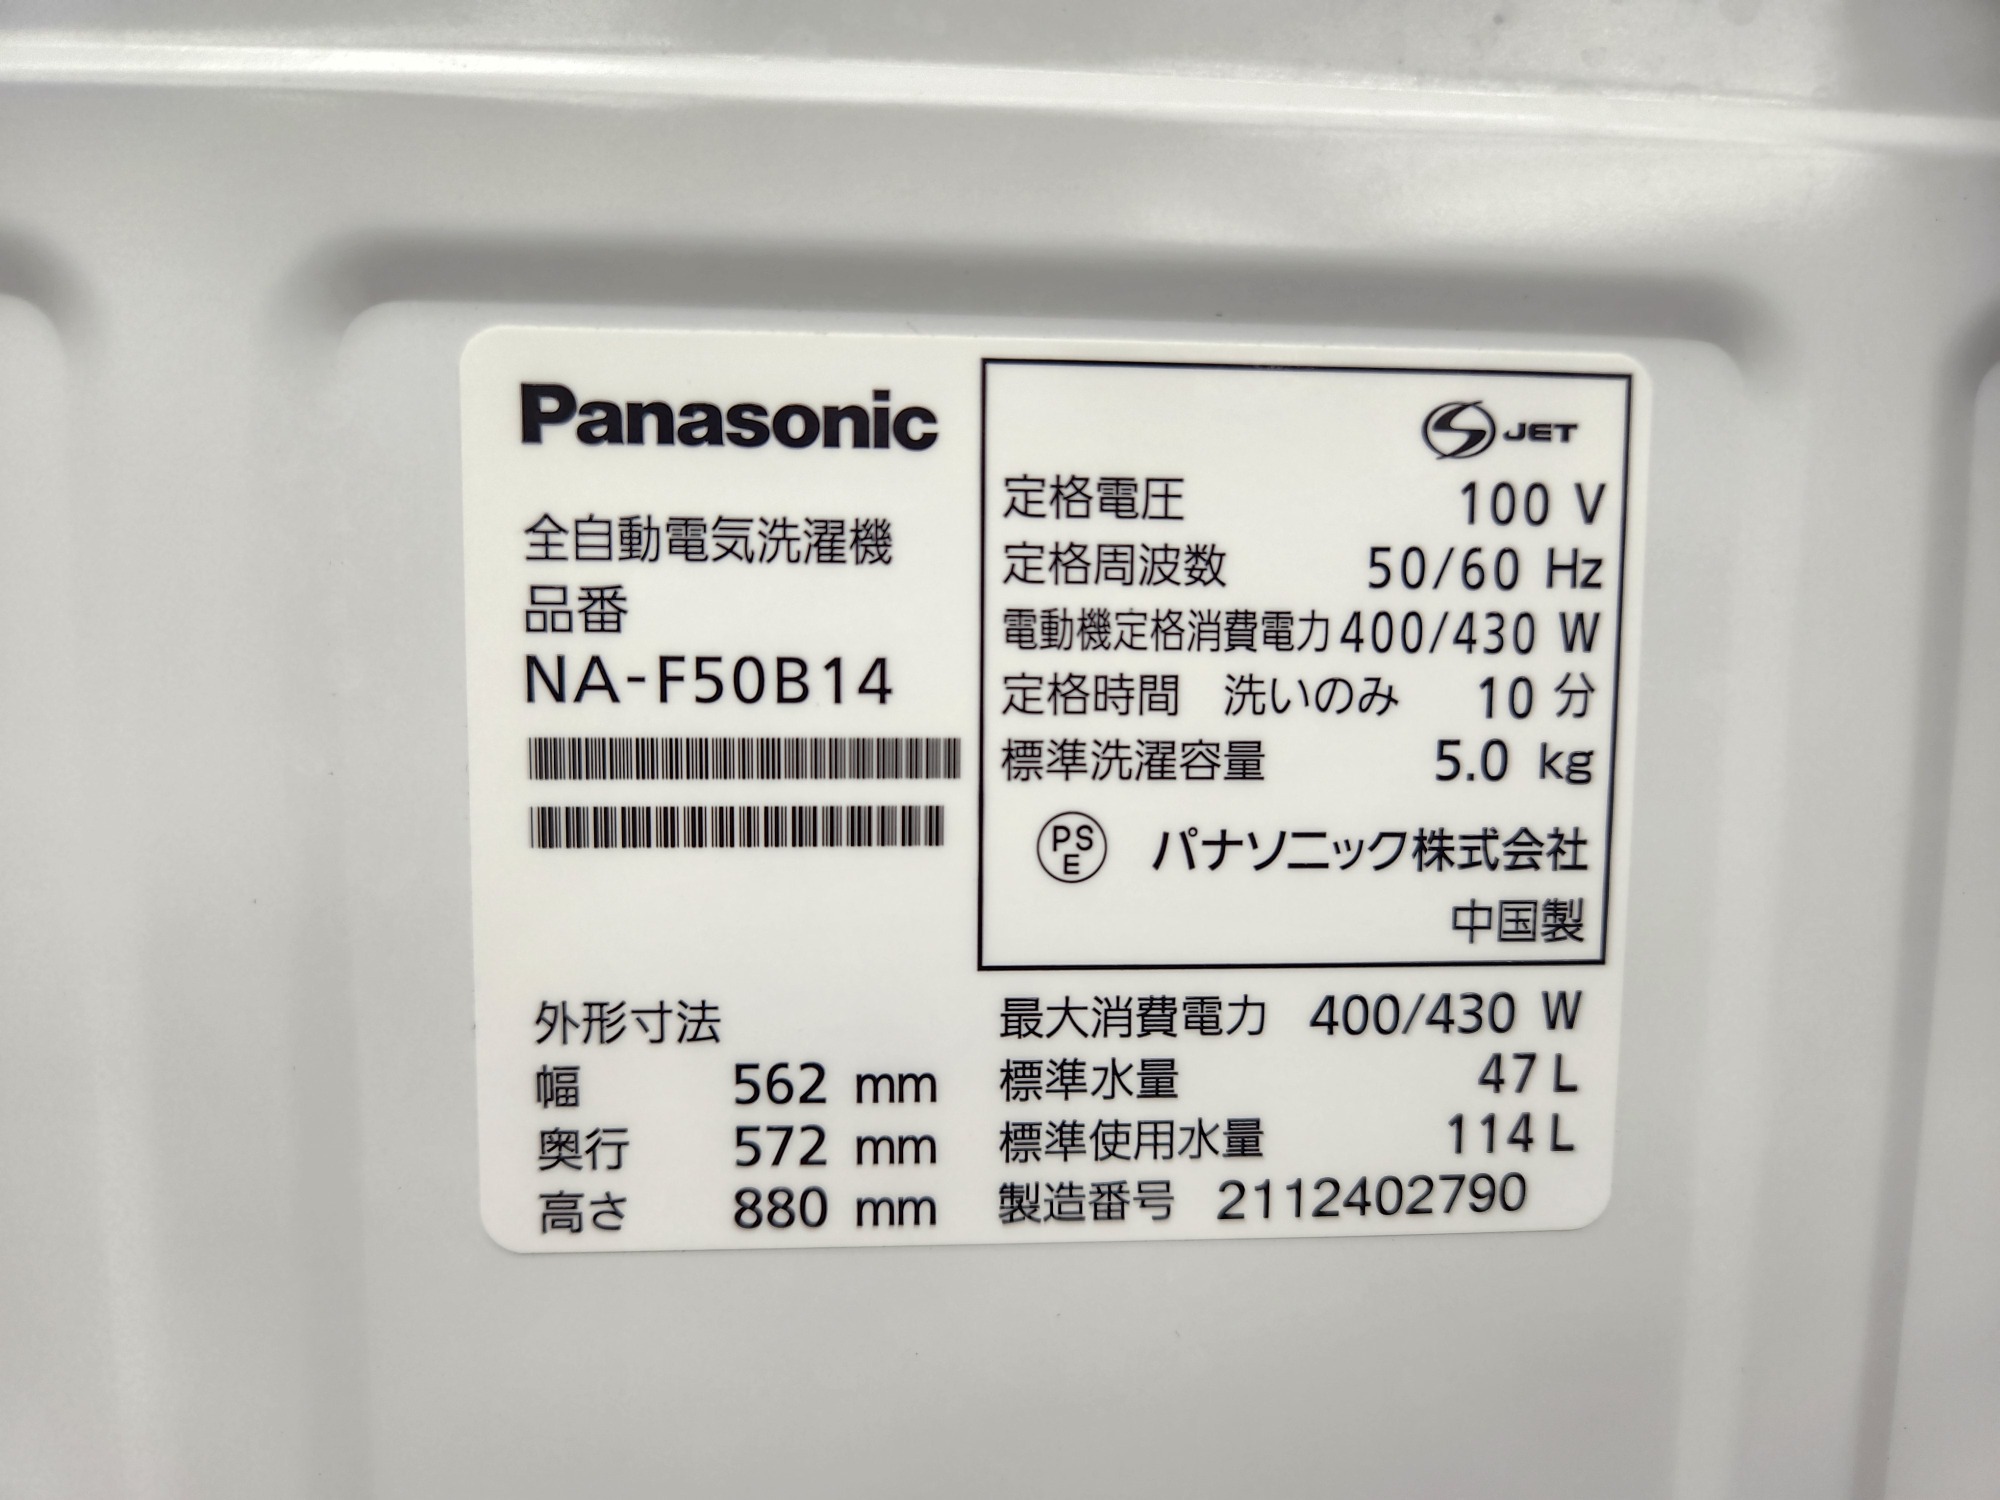 Panasonic
全自動電気洗濯機
品番
NA-F50B14
S JET
定格電圧 100 V
定格周波数 50/60 Hz
電動機定格消費電力 400/430 W
定格時間 洗いのみ 10 分
標準洗濯容量 5.0 kg
PS E パナソニック株式会社
中国製
外形寸法
幅 562 mm
奥行 572 mm
高さ 880 mm
最大消費電力 400/430 W
標準水量 47 L
標準使用水量 114 L
製造番号 2112402790